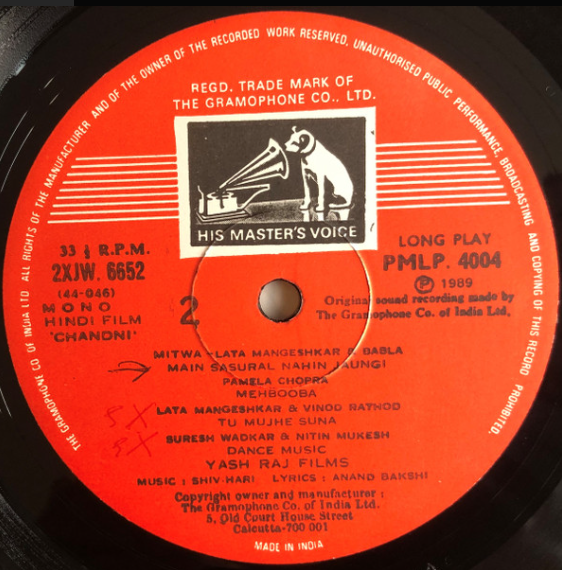 THE GRAMOPHONE CO. OF INDIA LTD. ALL RIGHTS OF THE MANUFACTURER AND OF THE OWNER OF THE RECORDED WORK RESERVED, UNAUTHORISED PUBLIC PERFORMANCE, BROADCASTING AND COPYING OF THIS RECORD PROHIBITED.
REGD. TRADE MARK OF
THE GRAMOPHONE CO., LTD.
HIS MASTER'S VOICE
33 ⅓ R.P.M.
2XJW. 6652
(44-046)
MONO
HINDI FILM
'CHANDNI'
2
LONG PLAY
PMLP. 4004
Ⓟ 1989
Original sound recording made by
The Gramophone Co. of India Ltd.
MITWA - LATA MANGESHKAR & BABLA
MAIN SASURAL NAHIN JAUNGI
PAMELA CHOPRA
MEHBOOBA
LATA MANGESHKAR & VINOD RATHOD
TU MUJHE SUNA
SURESH WADKAR & NITIN MUKESH
DANCE MUSIC
YASH RAJ FILMS
MUSIC : SHIV-HARI LYRICS : ANAND BAKSHI
Copyright owner and manufacturer :
The Gramophone Co. of India Ltd.
5, Old Court House Street
Calcutta-700 001
MADE IN INDIA